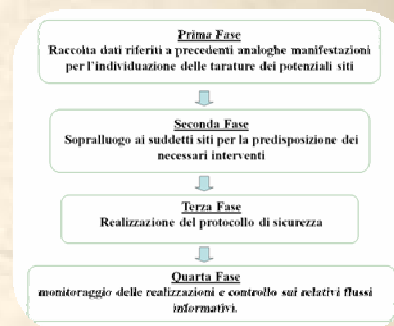 Prima Fase
Raccolta dati riferiti a precedenti analoghe manifestazioni
per l'individuazione delle tarature dei potenziali siti
Seconda Fase
Sopralluogo ai suddetti siti per la predisposizione dei
necessari interventi
Terza Fase
Realizzazione del protocollo di sicurezza
Quarta Fase
monitoraggio delle realizzazioni e controllo sui relativi flussi
informativi.